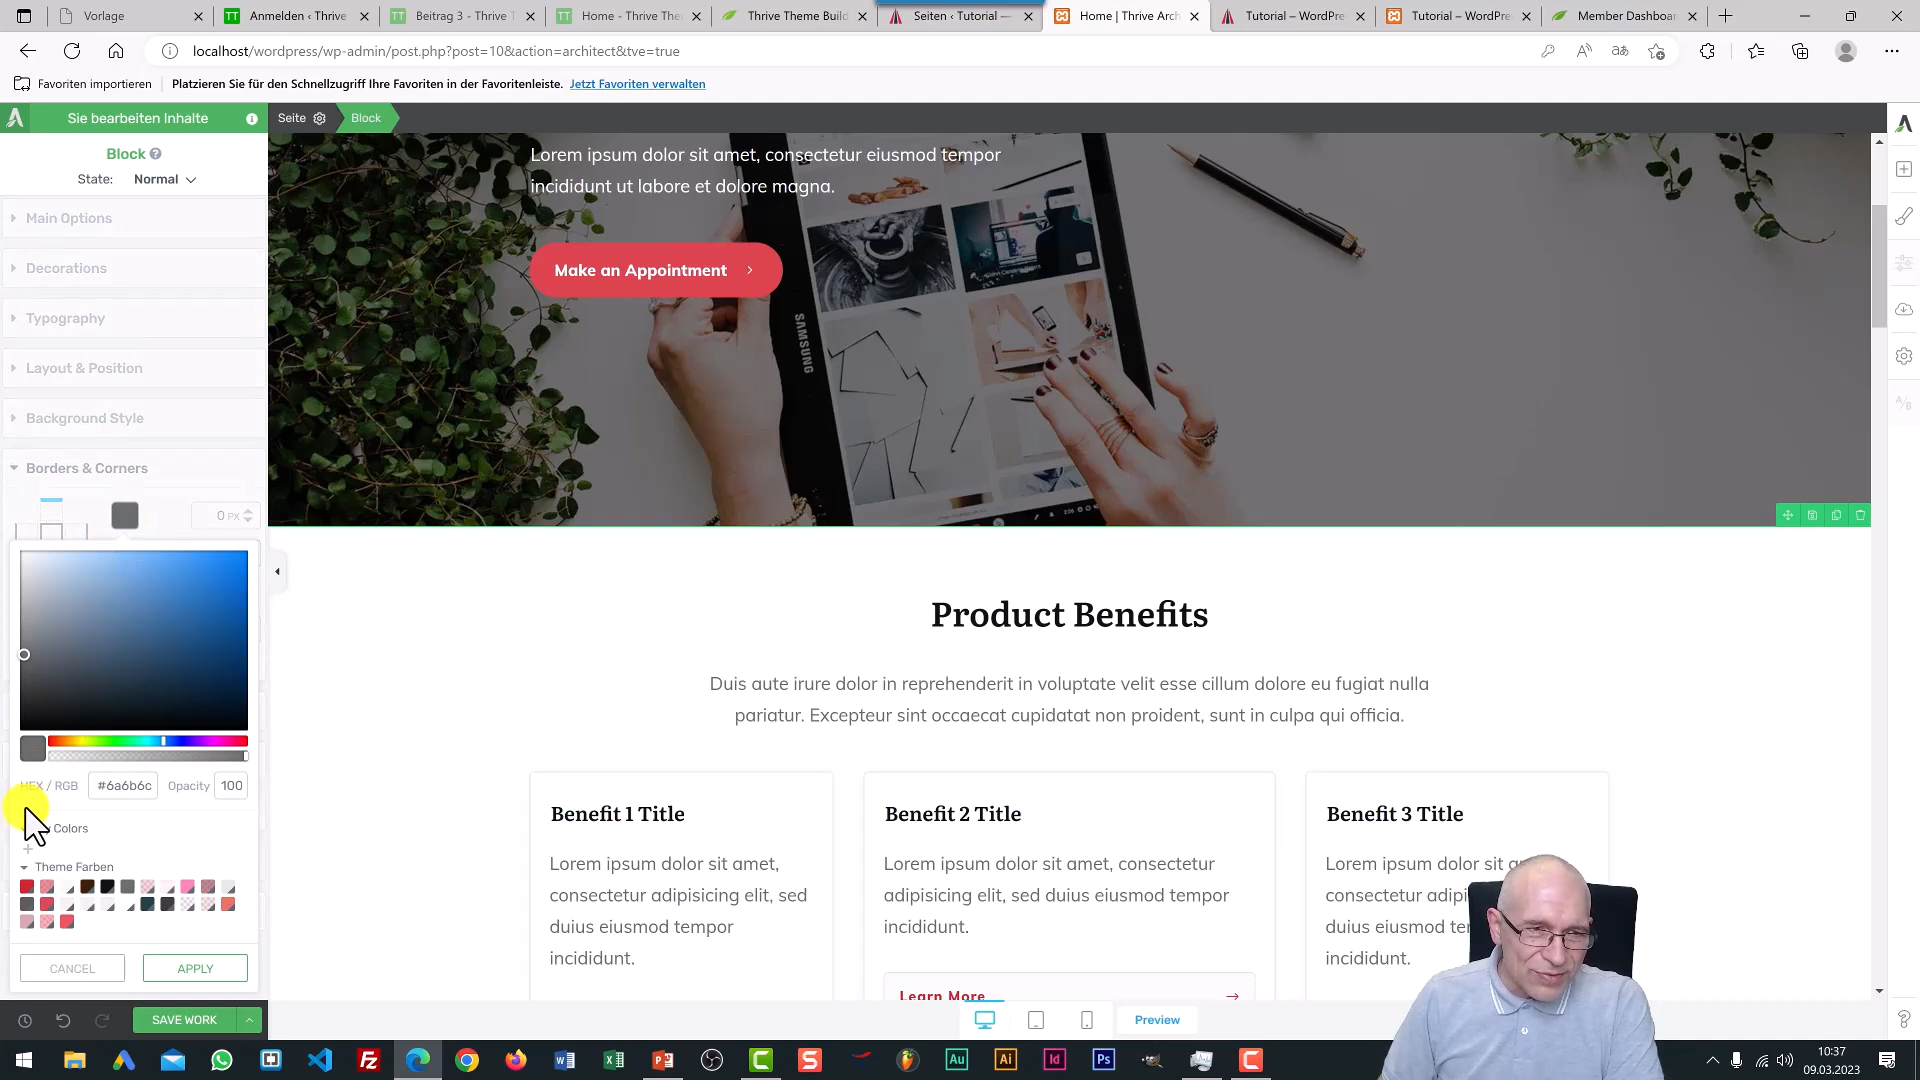 Vorlage
Anmelden ‹ Thrive
Beitrag 3 - Thrive T
Home - Thrive Them
Thrive Theme Build
Seiten ‹ Tutorial —
Home | Thrive Arch
Tutorial – WordPre
Tutorial – WordPre
Member Dashboa
localhost/wordpress/wp-admin/post.php?post=10&action=architect&tve=true
Favoriten importieren
Platzieren Sie für den Schnellzugriff Ihre Favoriten in der Favoritenleiste.
Jetzt Favoriten verwalten
Sie bearbeiten Inhalte
Seite
Block
Block
State: Normal
Main Options
Decorations
Typography
Layout & Position
Background Style
Borders & Corners
0 PX
HEX / RGB #6a6b6c Opacity 100
Colors
Theme Farben
CANCEL
APPLY
SAVE WORK
Lorem ipsum dolor sit amet, consectetur eiusmod tempor
incididunt ut labore et dolore magna.
Make an Appointment
SAMSUNG
Product Benefits
Duis aute irure dolor in reprehenderit in voluptate velit esse cillum dolore eu fugiat nulla
pariatur. Excepteur sint occaecat cupidatat non proident, sunt in culpa qui officia.
Benefit 1 Title
Lorem ipsum dolor sit amet,
consectetur adipisicing elit, sed
duius eiusmod tempor
incididunt.
Benefit 2 Title
Lorem ipsum dolor sit amet, consectetur
adipisicing elit, sed duius eiusmod tempor
incididunt.
Learn More
Benefit 3 Title
Lorem ipsum dolor sit a
consectetur adipi
duius eiusmod te
incididunt.
Preview
A/B
10:37
09.03.2023